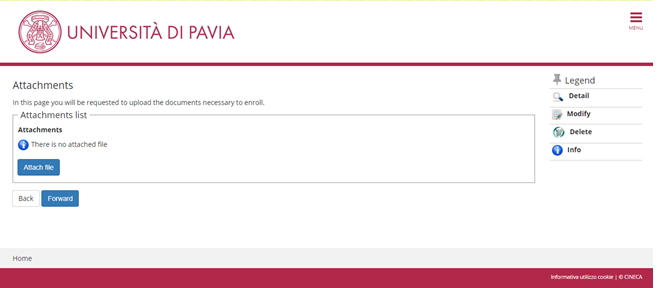 UNIVERSITÀ DI PAVIA
MENU
Attachments
In this page you will be requested to upload the documents necessary to enroll.
Attachments list
Attachments
There is no attached file
Attach file
Back
Forward
Legend
Detail
Modify
Delete
Info
Home
Informativa utilizzo cookie | © CINECA